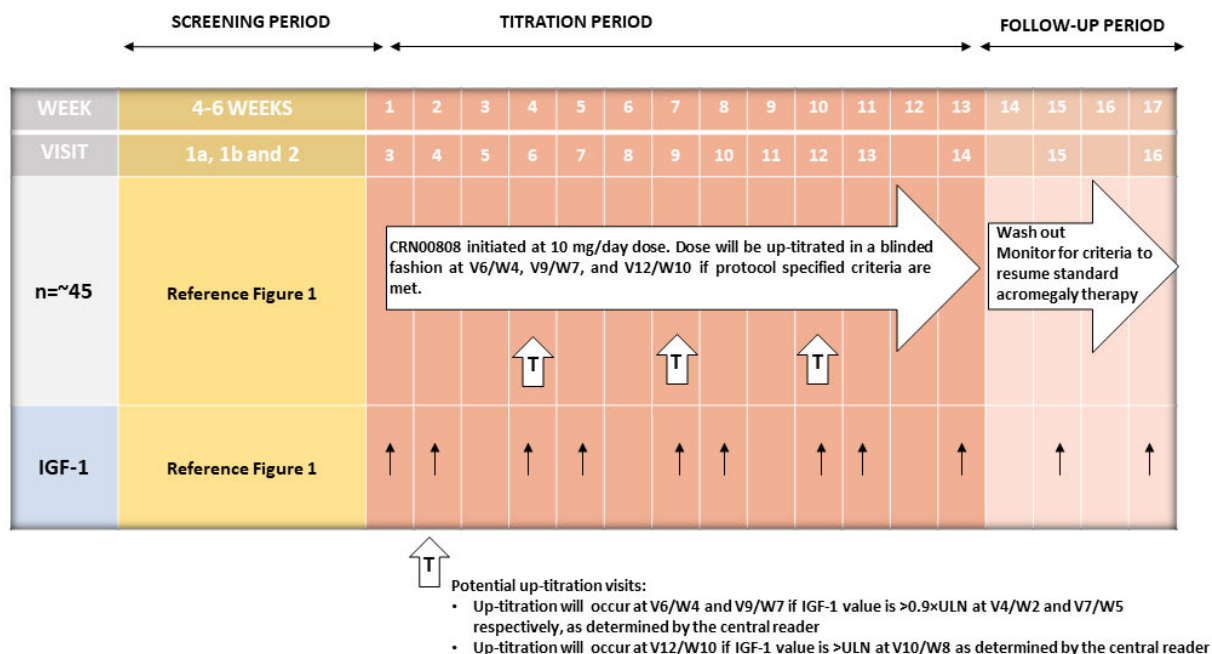 SCREENING PERIOD TITRATION PERIOD FOLLOW-UP PERIOD
WEEK 4-6 WEEKS 1 2 3 4 5 6 7 8 9 10 11 12 13 14 15 16 17
VISIT 1a, 1b and 2 3 4 5 6 7 8 9 10 11 12 13 14 15 16
n=~45
Reference Figure 1
CRN00808 initiated at 10 mg/day dose. Dose will be up-titrated in a blinded
fashion at V6/W4, V9/W7, and V12/W10 if protocol specified criteria are
met.
Wash out
Monitor for criteria to
resume standard
acromegaly therapy
T T T
IGF-1 Reference Figure 1
T
Potential up-titration visits:
• Up-titration will occur at V6/W4 and V9/W7 if IGF-1 value is >0.9×ULN at V4/W2 and V7/W5
respectively, as determined by the central reader
• Up-titration will occur at V12/W10 if IGF-1 value is >ULN at V10/W8 as determined by the central reader